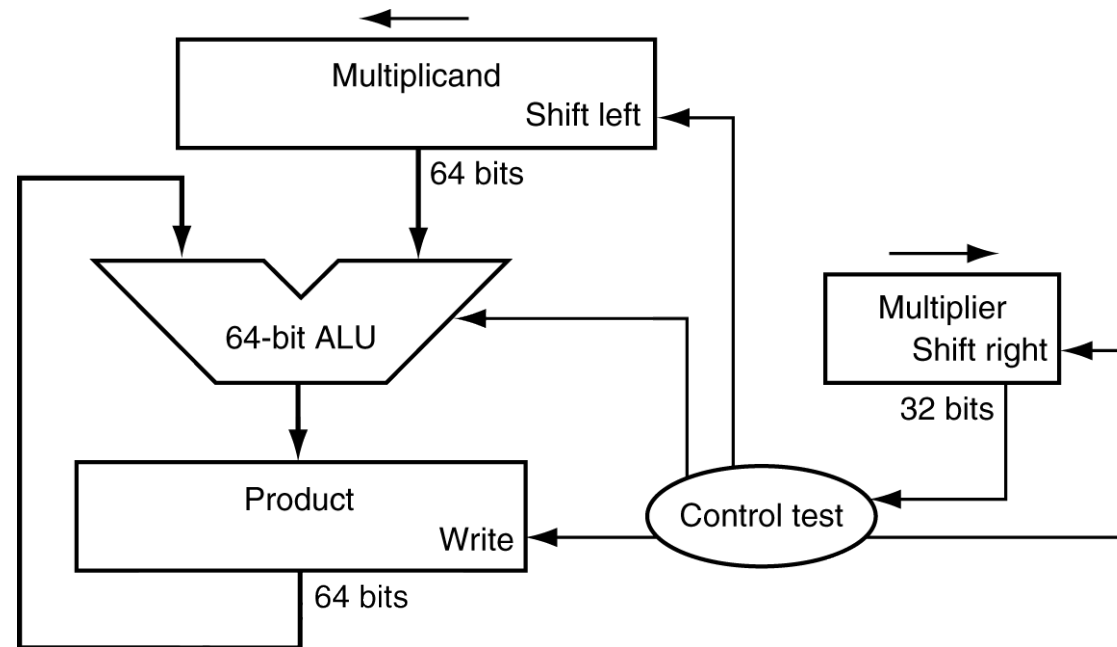 Multiplicand
Shift left
64 bits
64-bit ALU
Multiplier
Shift right
32 bits
Product
Write
Control test
64 bits